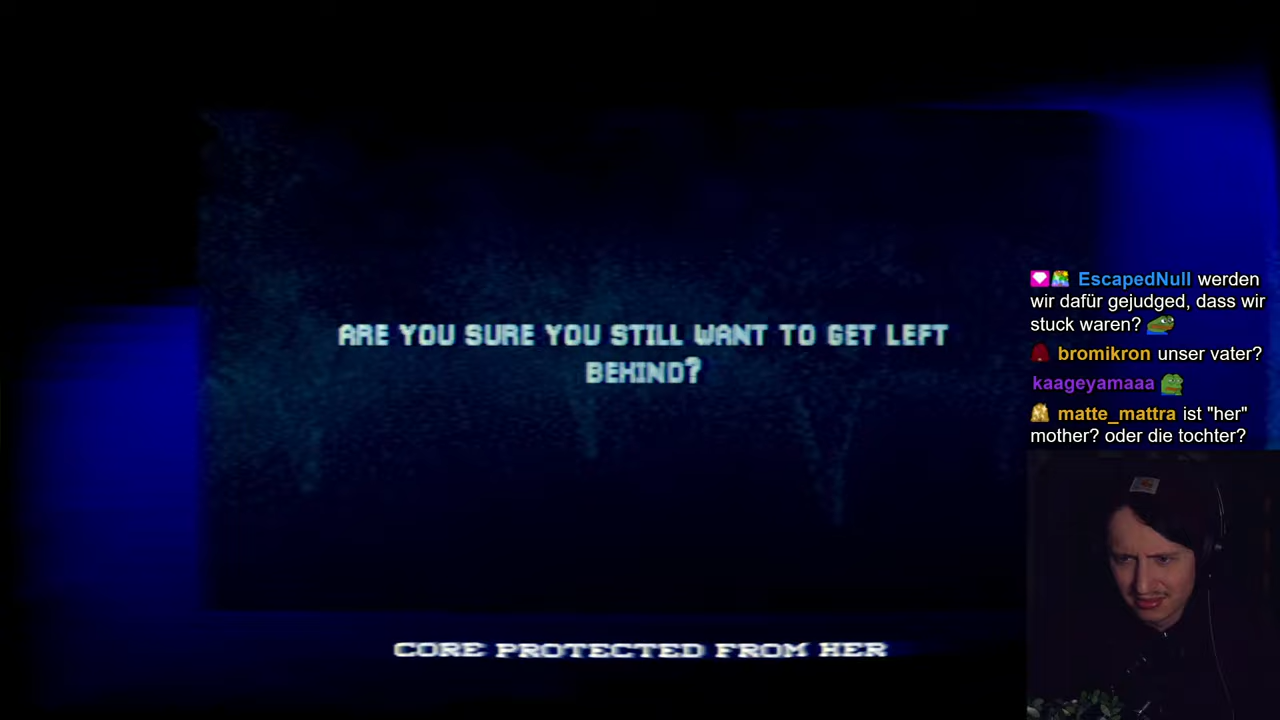 ARE YOU SURE YOU STILL WANT TO GET LEFT
BEHIND?
CORE PROTECTED FROM HER
EscapedNull werden
wir dafür gejudged, dass wir
stuck waren?
bromikron unser vater?
kaageyamaaa
matte_mattra ist "her"
mother? oder die tochter?